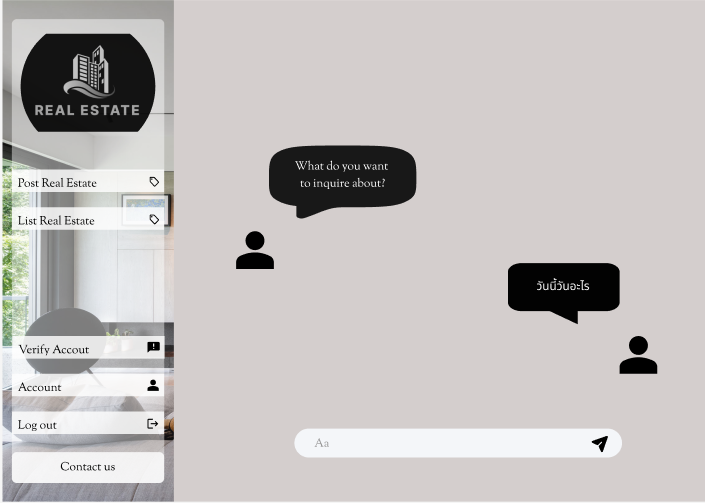 REAL ESTATE
Post Real Estate
List Real Estate
Verify Accout
Account
Log out
Contact us
What do you want
to inquire about?
วันนี้วันอะไร
Aa